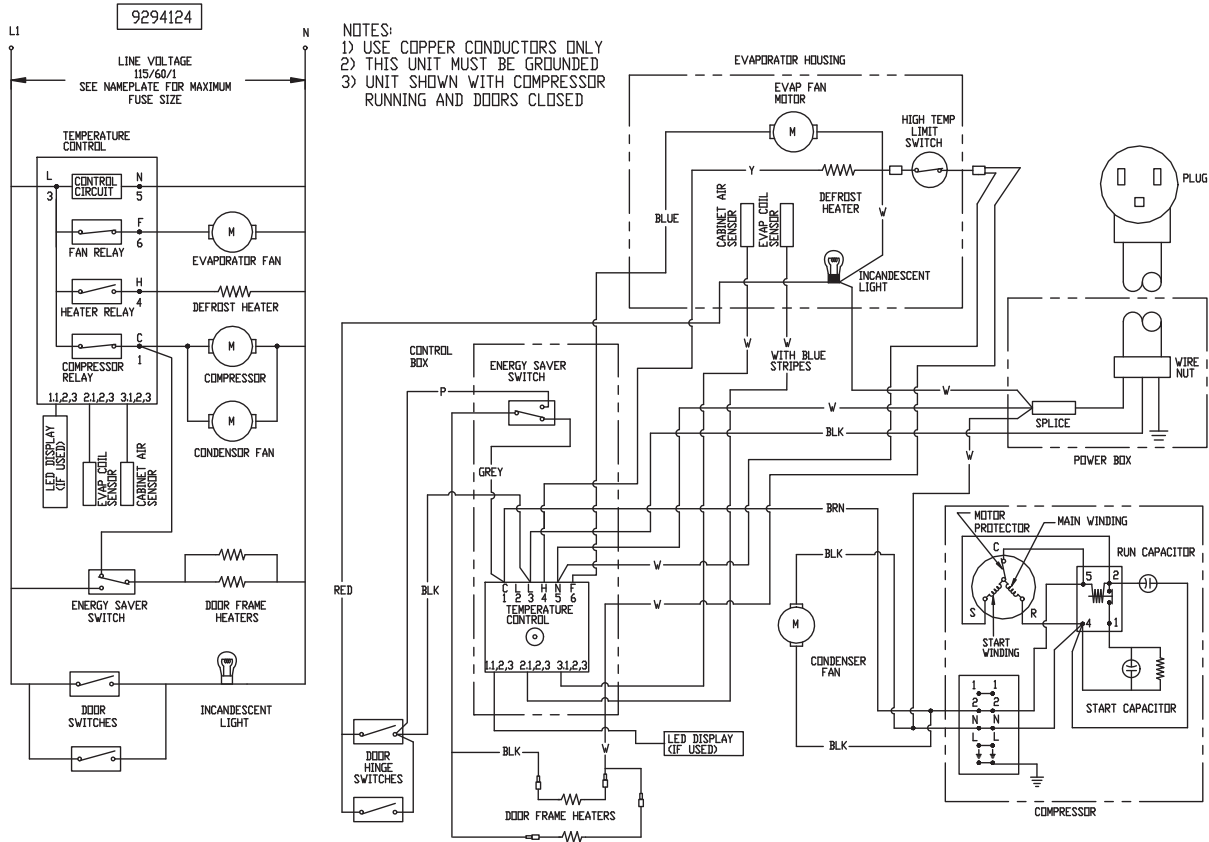 9294124
L1
N
LINE VOLTAGE
115/60/1
SEE NAMEPLATE FOR MAXIMUM
FUSE SIZE
NOTES:
1) USE COPPER CONDUCTORS ONLY
2) THIS UNIT MUST BE GROUNDED
3) UNIT SHOWN WITH COMPRESSOR
RUNNING AND DOORS CLOSED
TEMPERATURE
CONTROL
L
3
CONTROL
CIRCUIT
N
5
F
6
FAN RELAY
M
EVAPORATOR FAN
H
4
HEATER RELAY
DEFROST HEATER
C
1
COMPRESSOR
RELAY
M
COMPRESSOR
1.1,2,3 2.1,2,3 3.1,2,3
M
CONDENSOR FAN
LED DISPLAY
(IF USED)
EVAP COIL
SENSOR
CABINET AIR
SENSOR
ENERGY SAVER
SWITCH
DOOR FRAME
HEATERS
DOOR
SWITCHES
INCANDESCENT
LIGHT
EVAPORATOR HOUSING
EVAP FAN
MOTOR
M
HIGH TEMP
LIMIT
SWITCH
Y
DEFROST
HEATER
BLUE
CABINET AIR
SENSOR
EVAP COIL
SENSOR
W
INCANDESCENT
LIGHT
W
W
WITH BLUE
STRIPES
PLUG
WIRE
NUT
SPLICE
POWER BOX
CONTROL
BOX
ENERGY SAVER
SWITCH
P
W
W
BLK
W
GREY
BRN
BLK
W
W
RED
BLK
C L L H N F
1 2 3 4 5 6
TEMPERATURE
CONTROL
1.1,2,3 2.1,2,3 3.1,2,3
M
CONDENSER
FAN
BLK
DOOR
HINGE
SWITCHES
LED DISPLAY
(IF USED)
BLK
W
DOOR FRAME HEATERS
MOTOR
PROTECTOR
MAIN WINDING
C
S
R
START
WINDING
RUN CAPACITOR
5
2
4
1
START CAPACITOR
1 1
2 2
N N
L L
COMPRESSOR